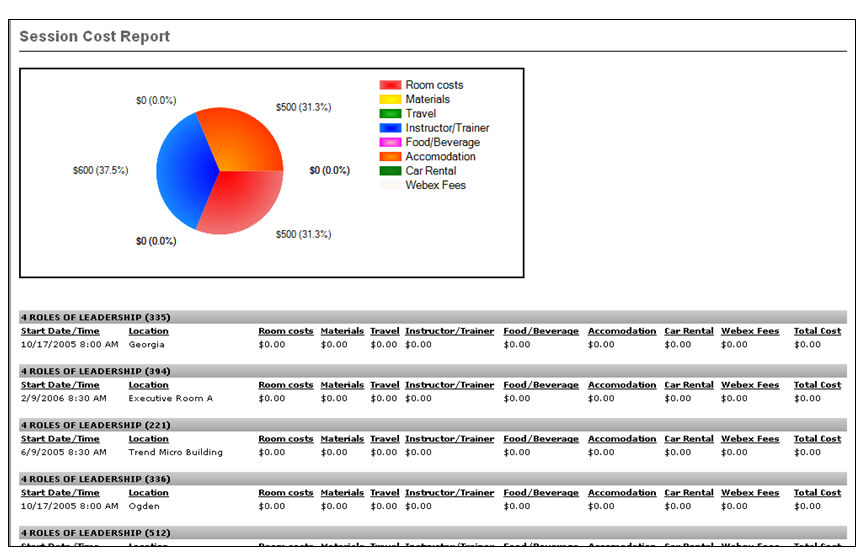 Session Cost Report
$0 (0.0%)
$500 (31.3%)
$600 (37.5%)
$0 (0.0%)
$0 (0.0%)
$500 (31.3%)
Room costs
Materials
Travel
Instructor/Trainer
Food/Beverage
Accomodation
Car Rental
Webex Fees
4 ROLES OF LEADERSHIP (335)
Start Date/Time Location Room costs Materials Travel Instructor/Trainer Food/Beverage Accomodation Car Rental Webex Fees Total Cost
10/17/2005 8:00 AM Georgia $0.00 $0.00 $0.00 $0.00 $0.00 $0.00 $0.00 $0.00 $0.00
4 ROLES OF LEADERSHIP (394)
Start Date/Time Location Room costs Materials Travel Instructor/Trainer Food/Beverage Accomodation Car Rental Webex Fees Total Cost
2/9/2006 8:30 AM Executive Room A $0.00 $0.00 $0.00 $0.00 $0.00 $0.00 $0.00 $0.00 $0.00
4 ROLES OF LEADERSHIP (221)
Start Date/Time Location Room costs Materials Travel Instructor/Trainer Food/Beverage Accomodation Car Rental Webex Fees Total Cost
6/9/2005 8:30 AM Trend Micro Building $0.00 $0.00 $0.00 $0.00 $0.00 $0.00 $0.00 $0.00 $0.00
4 ROLES OF LEADERSHIP (336)
Start Date/Time Location Room costs Materials Travel Instructor/Trainer Food/Beverage Accomodation Car Rental Webex Fees Total Cost
10/17/2005 8:00 AM Ogden $0.00 $0.00 $0.00 $0.00 $0.00 $0.00 $0.00 $0.00 $0.00
4 ROLES OF LEADERSHIP (512)